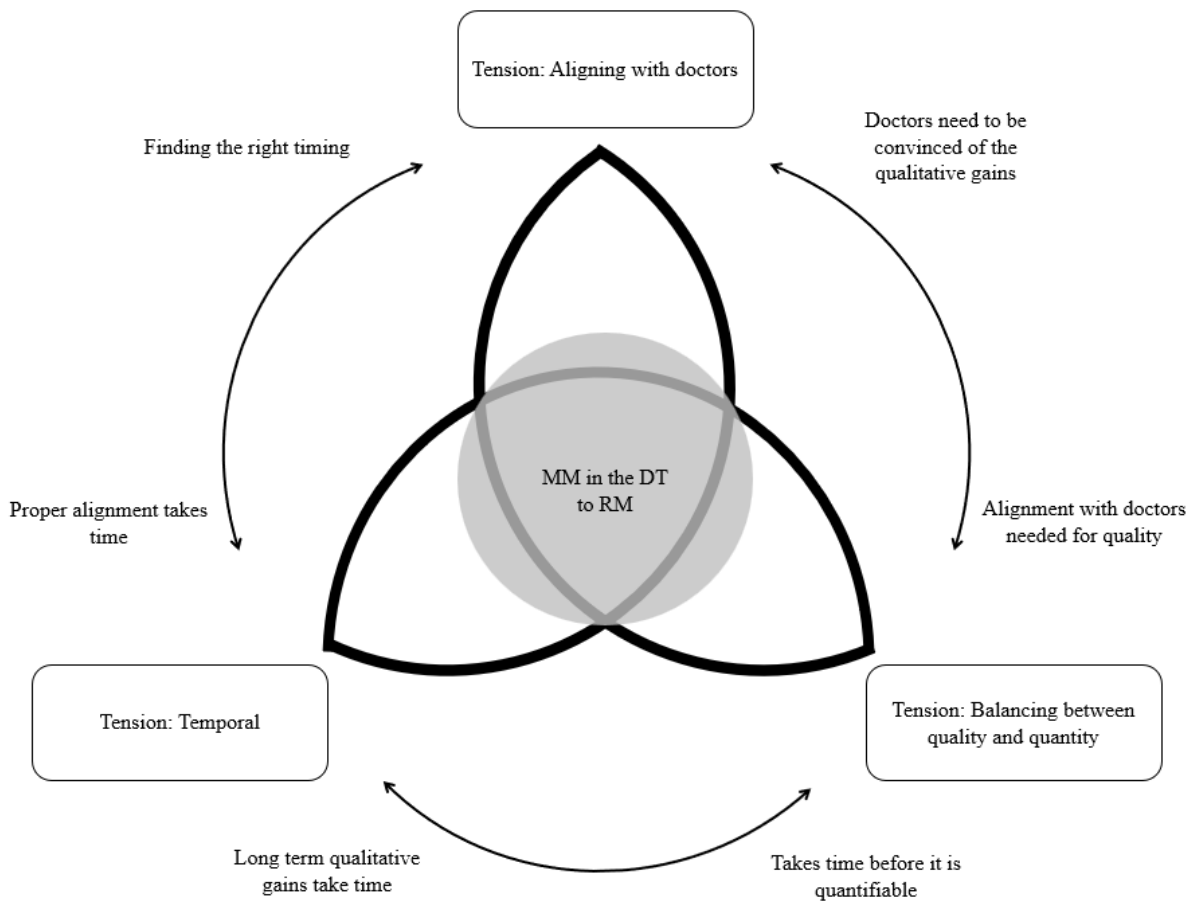 Tension: Aligning with doctors
Finding the right timing
Doctors need to be
convinced of the
qualitative gains
MM in the DT
to RM
Proper alignment takes
time
Alignment with doctors
needed for quality
Tension: Temporal
Tension: Balancing between
quality and quantity
Long term qualitative
gains take time
Takes time before it is
quantifiable